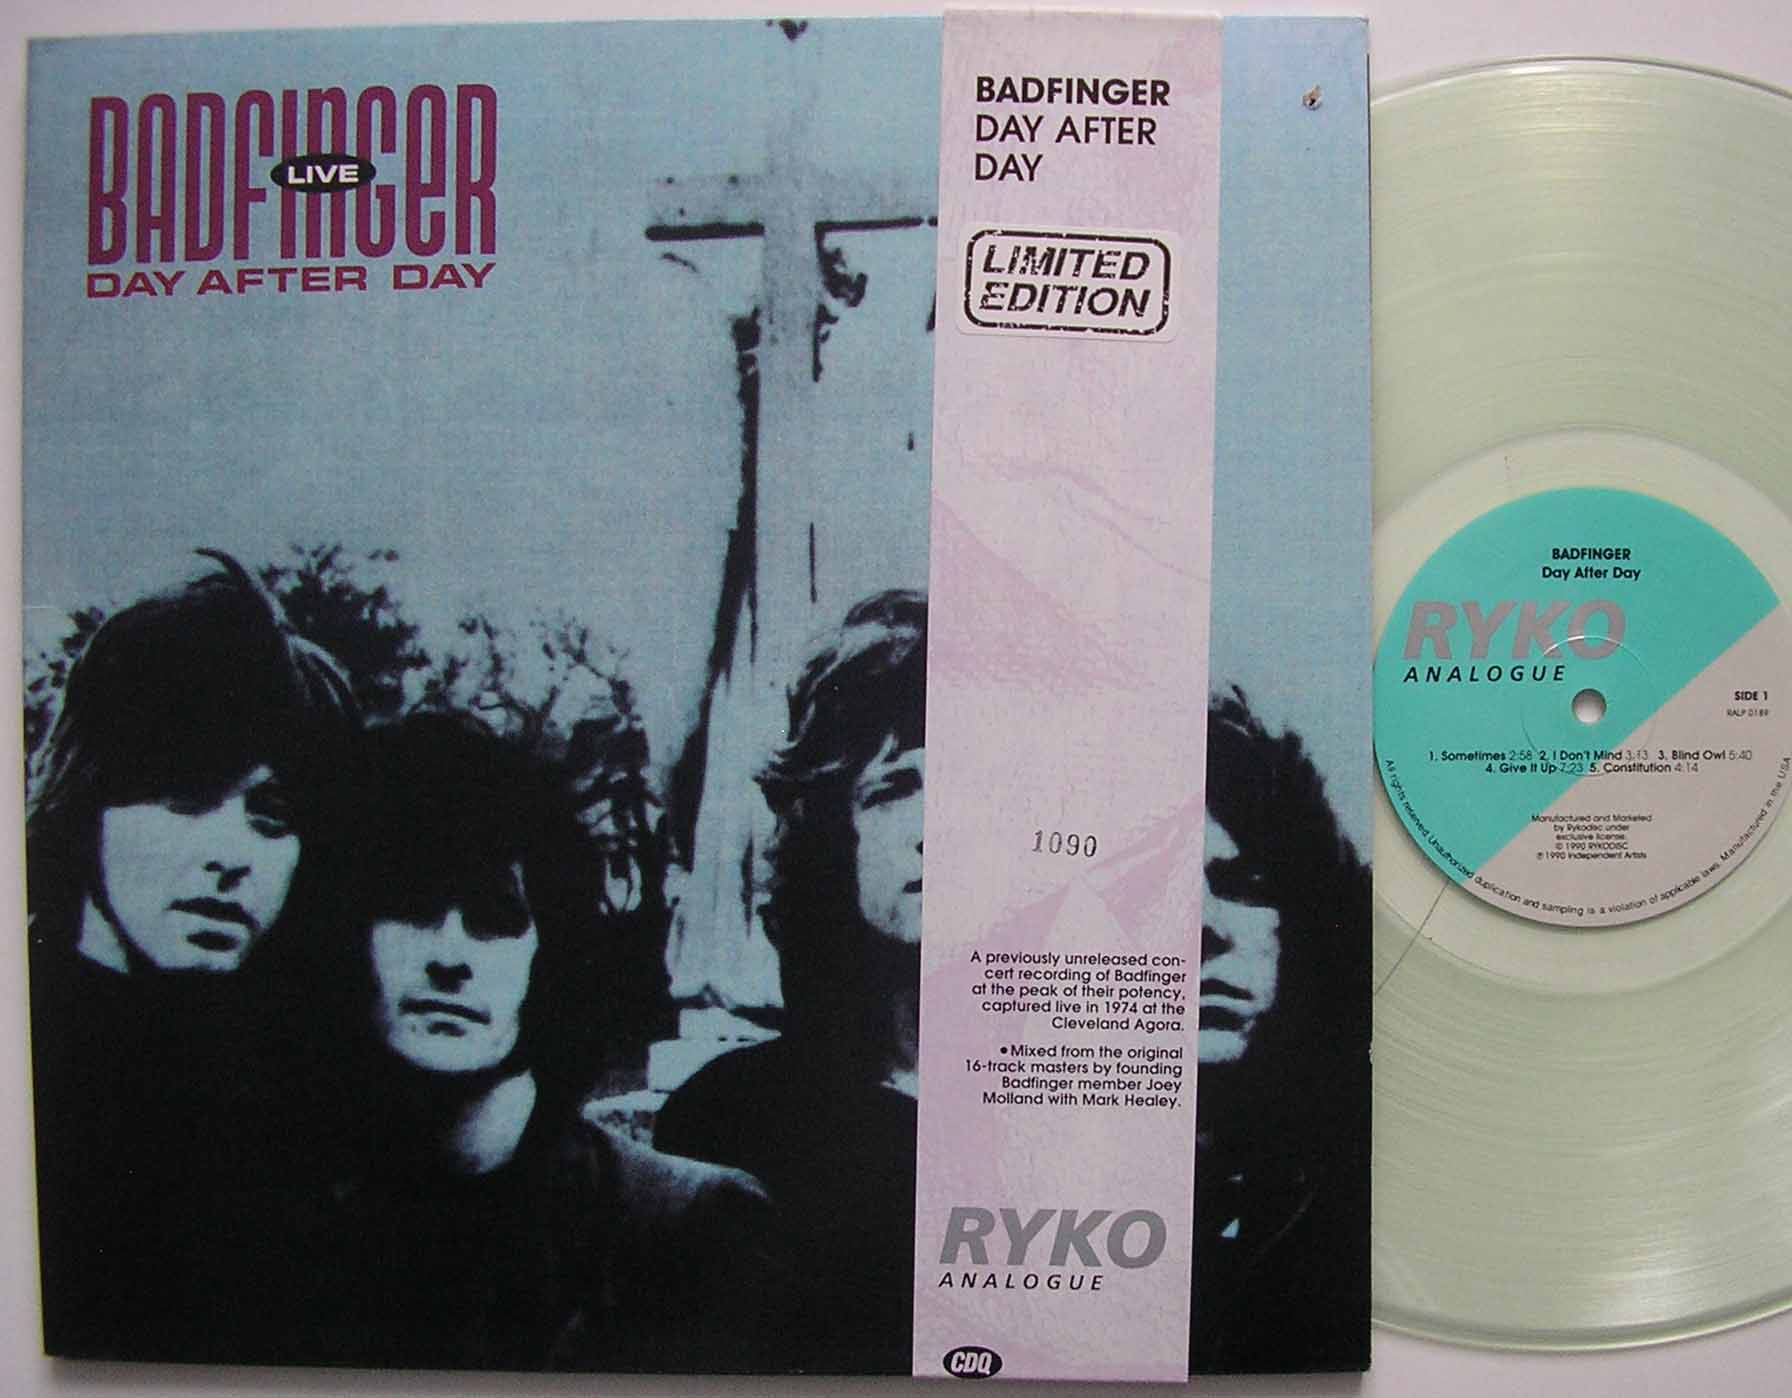 BADFINGER
LIVE
DAY AFTER DAY
BADFINGER
DAY AFTER
DAY
LIMITED
EDITION
1090
A previously unreleased con-
cert recording of Badfinger
at the peak of their potency,
captured live in 1974 at the
Cleveland Agora.
• Mixed from the original
16-track masters by founding
Badfinger member Joey
Molland with Mark Healey.
RYKO
ANALOGUE
CDQ
BADFINGER
Day After Day
RYKO
ANALOGUE
SIDE 1
RALP 0189
1. Sometimes 2:58 2. I Don't Mind 3:13 3. Blind Owl 5:40
4. Give It Up 7:23 5. Constitution 4:14
Manufactured and Marketed
by Rykodisc under
exclusive license.
© 1990 RYKODISC
℗ 1990 Independent Artists
All rights reserved. Unauthorized duplication and sampling is a violation of applicable laws. Manufactured in the USA